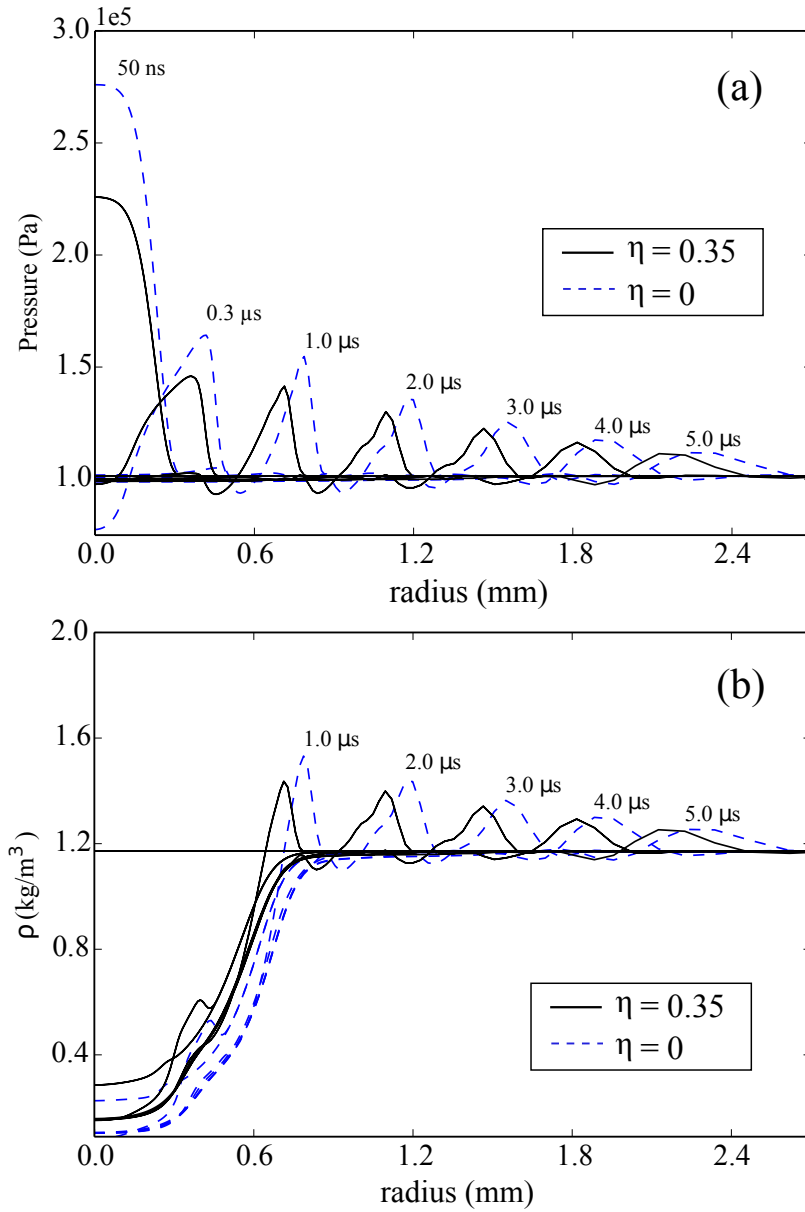 1e5
3.0
50 ns
(a)
2.5
η = 0.35
η = 0
2.0
Pressure (Pa)
0.3 µs
1.0 µs
1.5
2.0 µs
3.0 µs
4.0 µs
5.0 µs
1.0
0.0 0.6 1.2 1.8 2.4
radius (mm)
2.0
(b)
1.6
1.0 µs
2.0 µs
3.0 µs
4.0 µs
5.0 µs
1.2
ρ (kg/m³)
0.8
η = 0.35
η = 0
0.4
0.0 0.6 1.2 1.8 2.4
radius (mm)